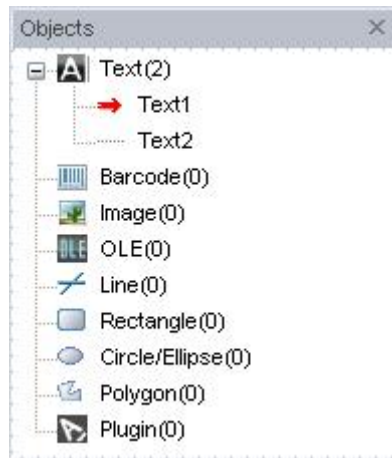 Objects
Text(2)
Text1
Text2
Barcode(0)
Image(0)
OLE
OLE(0)
Line(0)
Rectangle(0)
Circle/Ellipse(0)
Polygon(0)
Plugin(0)